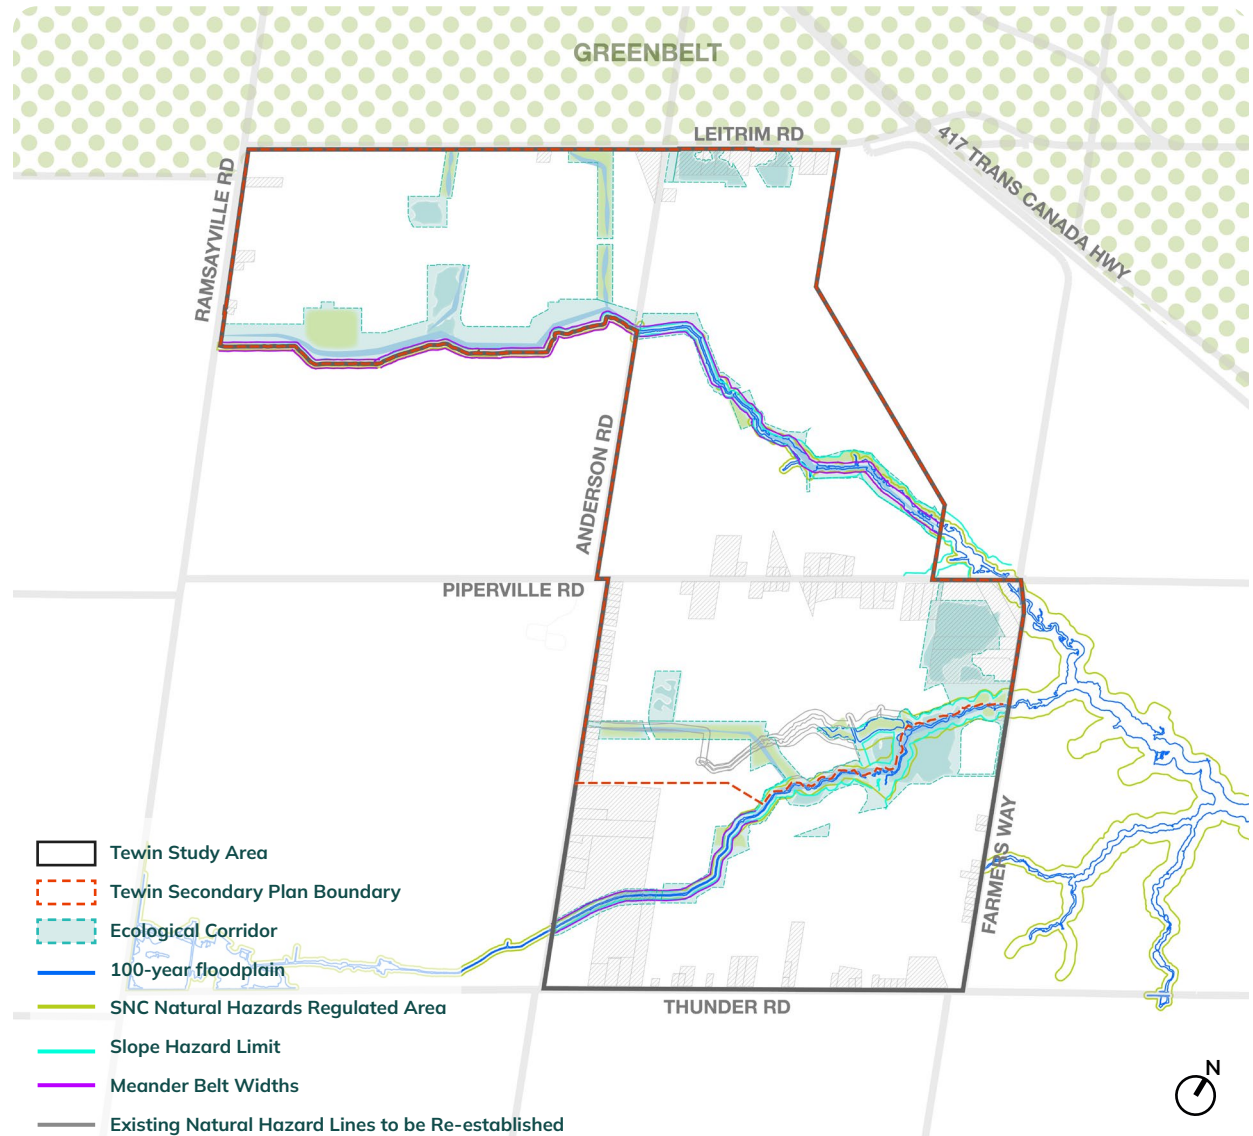 GREENBELT
LEITRIM RD
417 TRANS CANADA HWY
RAMSAYVILLE RD
ANDERSON RD
PIPERVILLE RD
FARMERS WAY
THUNDER RD
Tewin Study Area
Tewin Secondary Plan Boundary
Ecological Corridor
100-year floodplain
SNC Natural Hazards Regulated Area
Slope Hazard Limit
Meander Belt Widths
Existing Natural Hazard Lines to be Re-established
N